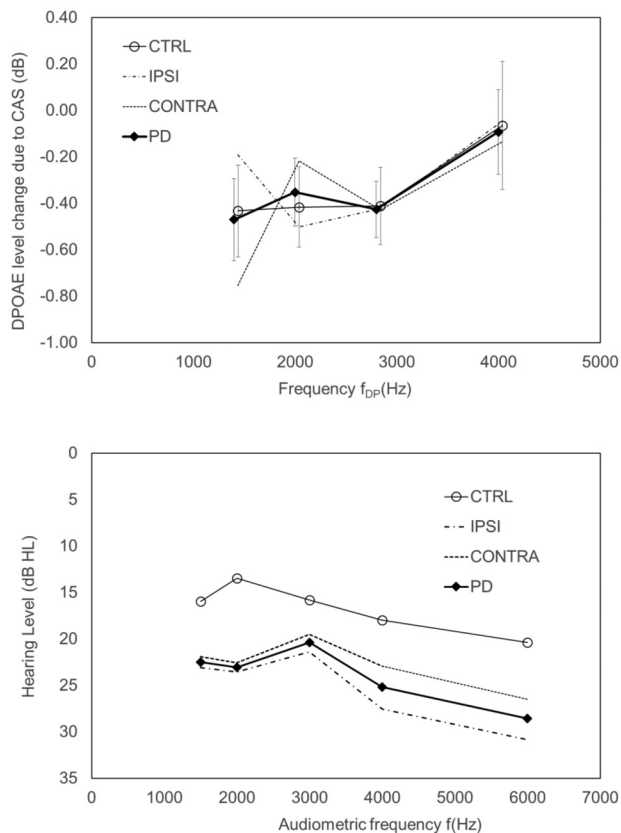 0.40
0.20
0.00
-0.20
-0.40
-0.60
-0.80
-1.00
DPOAE level change due to CAS (dB)
CTRL
IPSI
CONTRA
PD
0 1000 2000 3000 4000 5000
Frequency fDP(Hz)
0
5
10
15
20
25
30
35
Hearing Level (dB HL)
CTRL
IPSI
CONTRA
PD
0 1000 2000 3000 4000 5000 6000 7000
Audiometric frequency f(Hz)